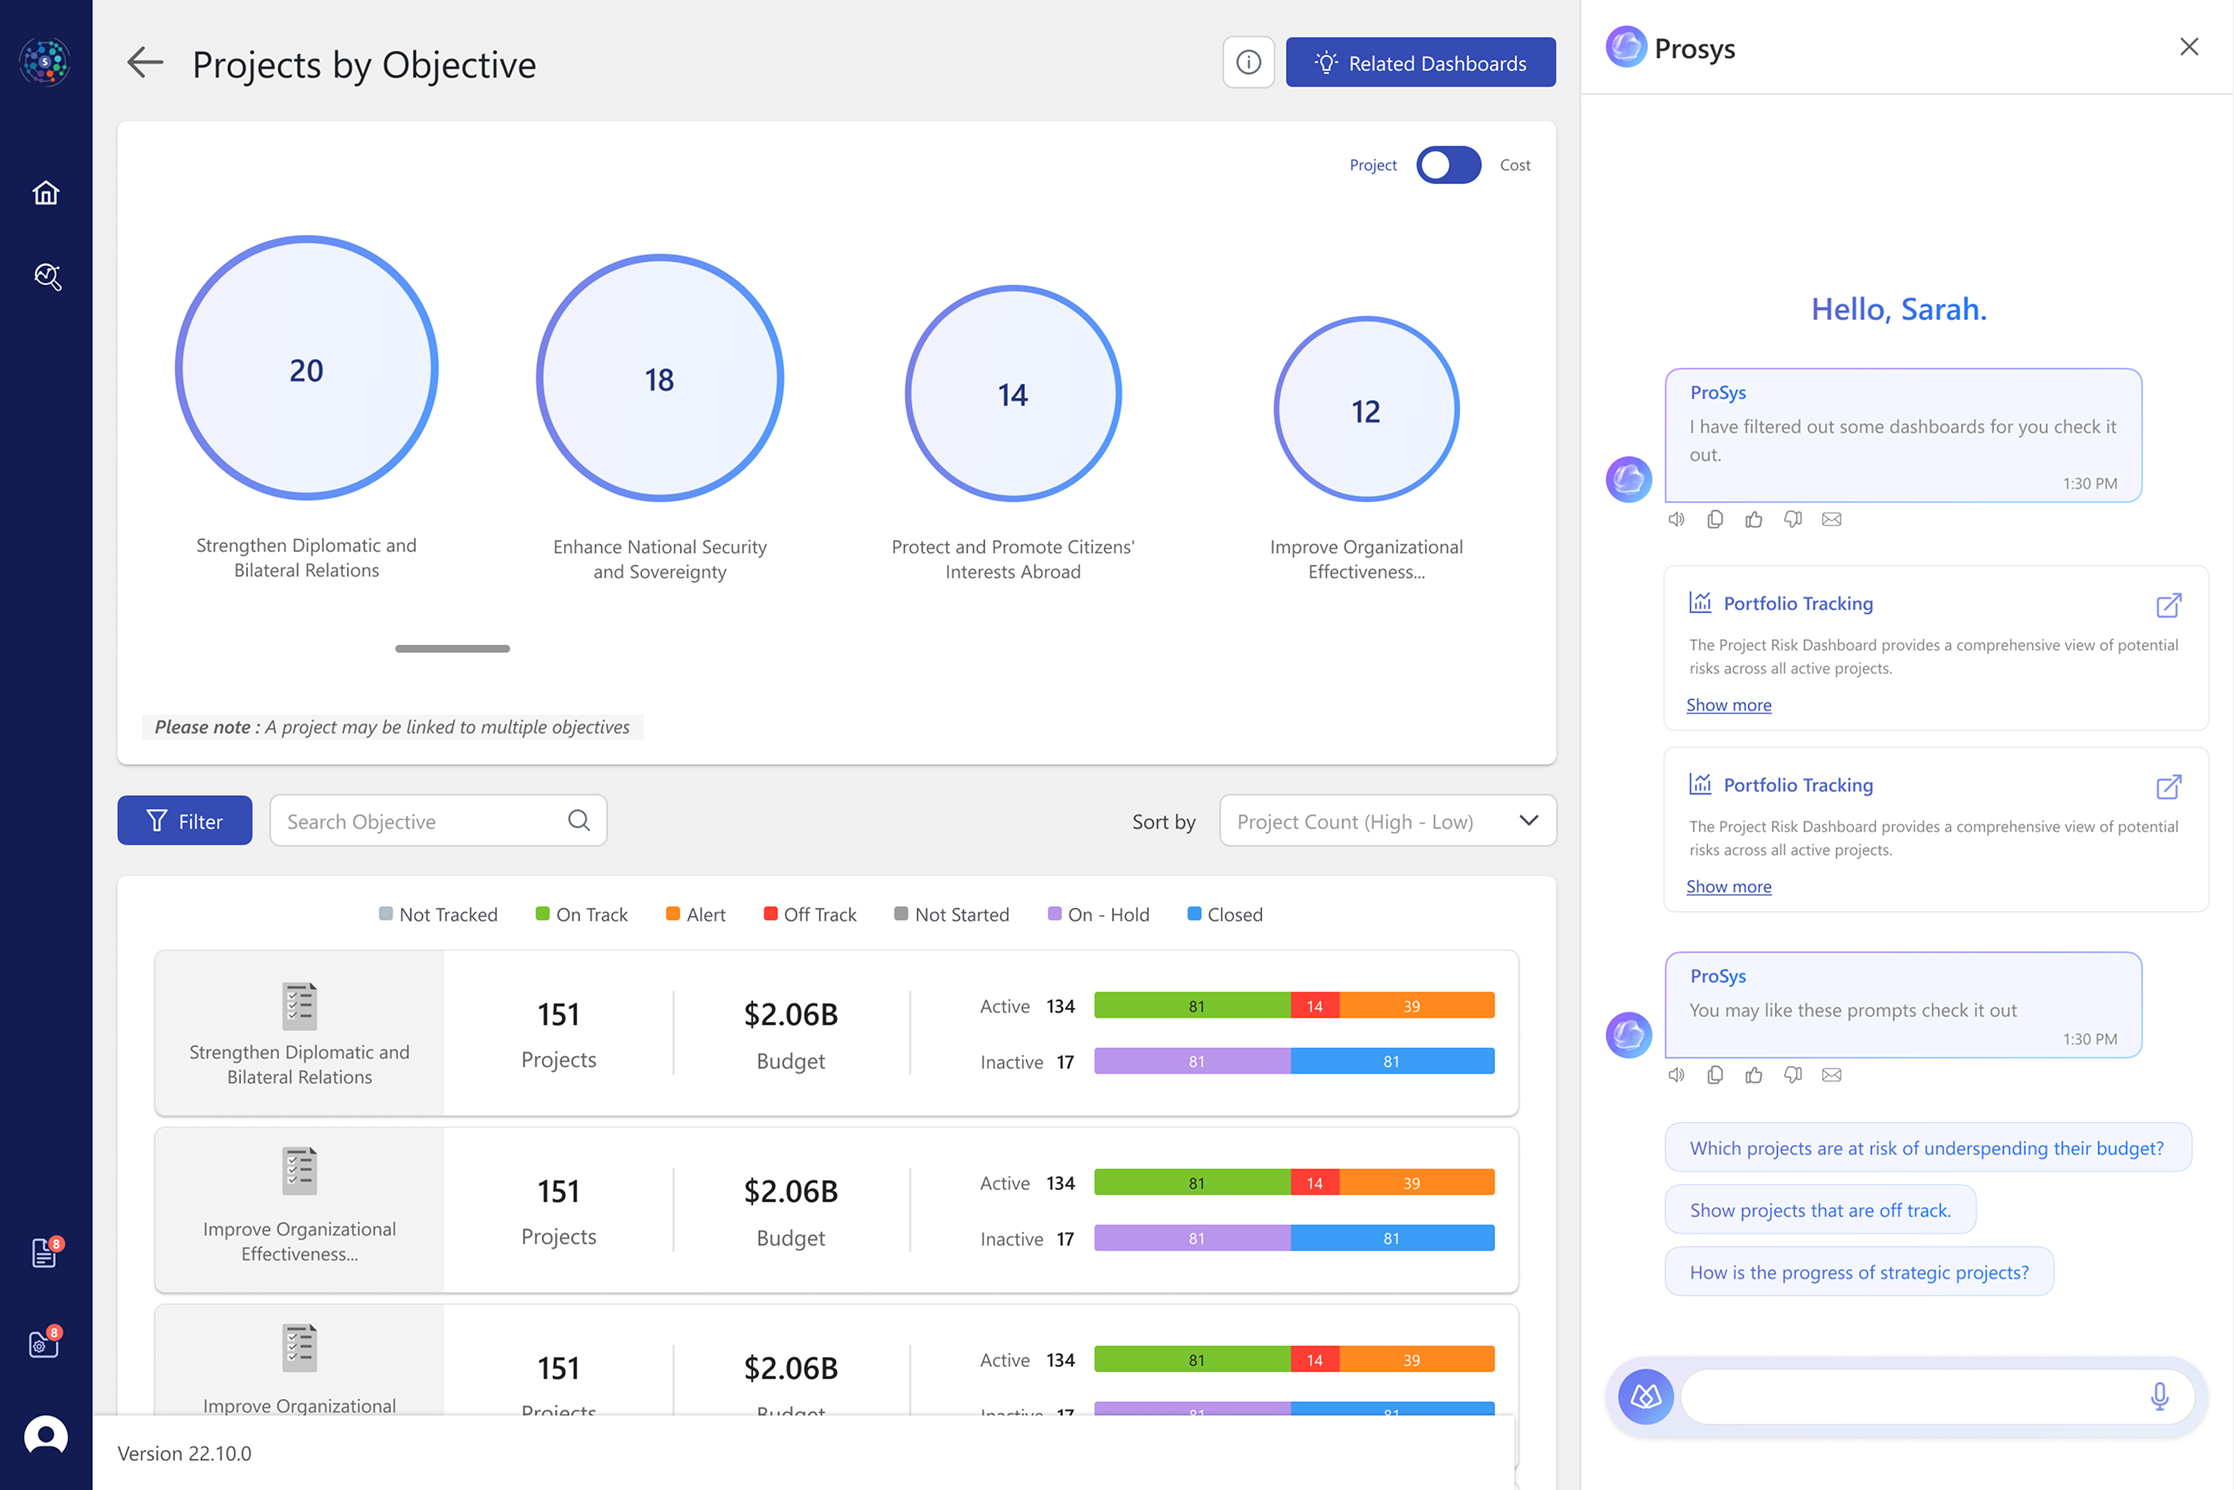 S
Projects by Objective
Related Dashboards
Project
Cost
20
18
14
12
Strengthen Diplomatic and
Bilateral Relations
Enhance National Security
and Sovereignty
Protect and Promote Citizens'
Interests Abroad
Improve Organizational
Effectiveness...
Please note : A project may be linked to multiple objectives
Filter
Search Objective
Sort by
Project Count (High - Low)
Not Tracked
On Track
Alert
Off Track
Not Started
On - Hold
Closed
Strengthen Diplomatic and
Bilateral Relations
151
Projects
$2.06B
Budget
Active 134
81 14 39
Inactive 17
81 81
Improve Organizational
Effectiveness...
151
Projects
$2.06B
Budget
Active 134
81 14 39
Inactive 17
81 81
Improve Organizational
151
Projects
$2.06B
Budget
Active 134
81 14 39
Inactive 17
81 81
8
8
Version 22.10.0
Prosys
Hello, Sarah.
ProSys
I have filtered out some dashboards for you check it
out.
1:30 PM
Portfolio Tracking
The Project Risk Dashboard provides a comprehensive view of potential
risks across all active projects.
Show more
Portfolio Tracking
The Project Risk Dashboard provides a comprehensive view of potential
risks across all active projects.
Show more
ProSys
You may like these prompts check it out
1:30 PM
Which projects are at risk of underspending their budget?
Show projects that are off track.
How is the progress of strategic projects?